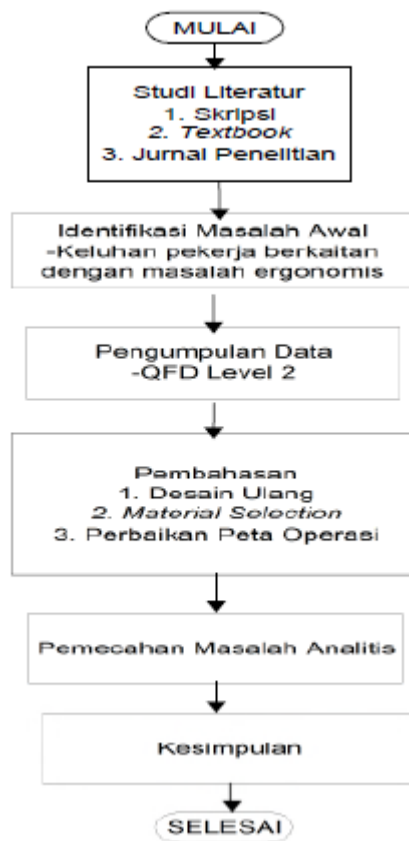 MULAI
Studi Literatur
1. Skripsi
2. Textbook
3. Jurnal Penelitian
Identifikasi Masalah Awal
-Keluhan pekerja berkaitan
dengan masalah ergonomis
Pengumpulan Data
-QFD Level 2
Pembahasan
1. Desain Ulang
2. Material Selection
3. Perbaikan Peta Operasi
Pemecahan Masalah Analitis
Kesimpulan
SELESAI